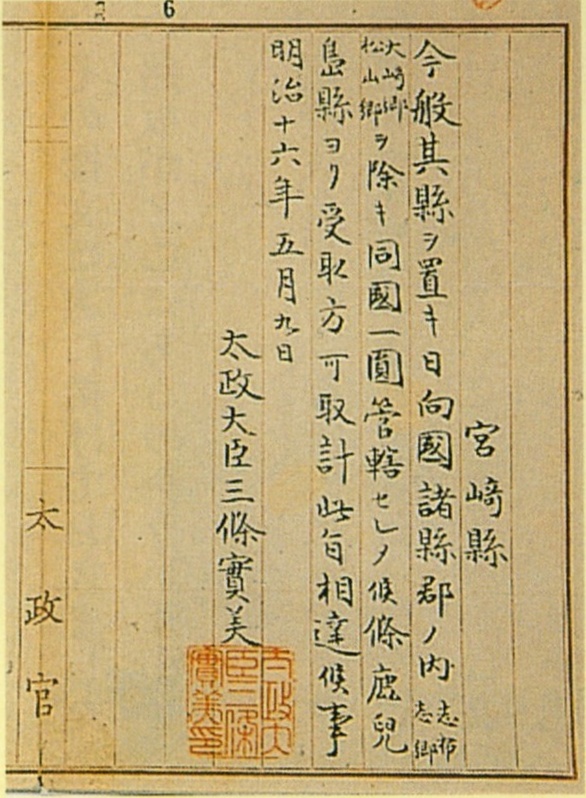 6
宮崎縣
今般其縣ヲ置キ日向國諸縣郡ノ内志布志郷
大崎郷松山郷ヲ除キ同國一圓管轄セシメ候條鹿兒
島縣ヨリ受取方可取計此旨相達候事
明治十六年五月九日
太政大臣三條實美
太政大
臣三條
實美印
太政官